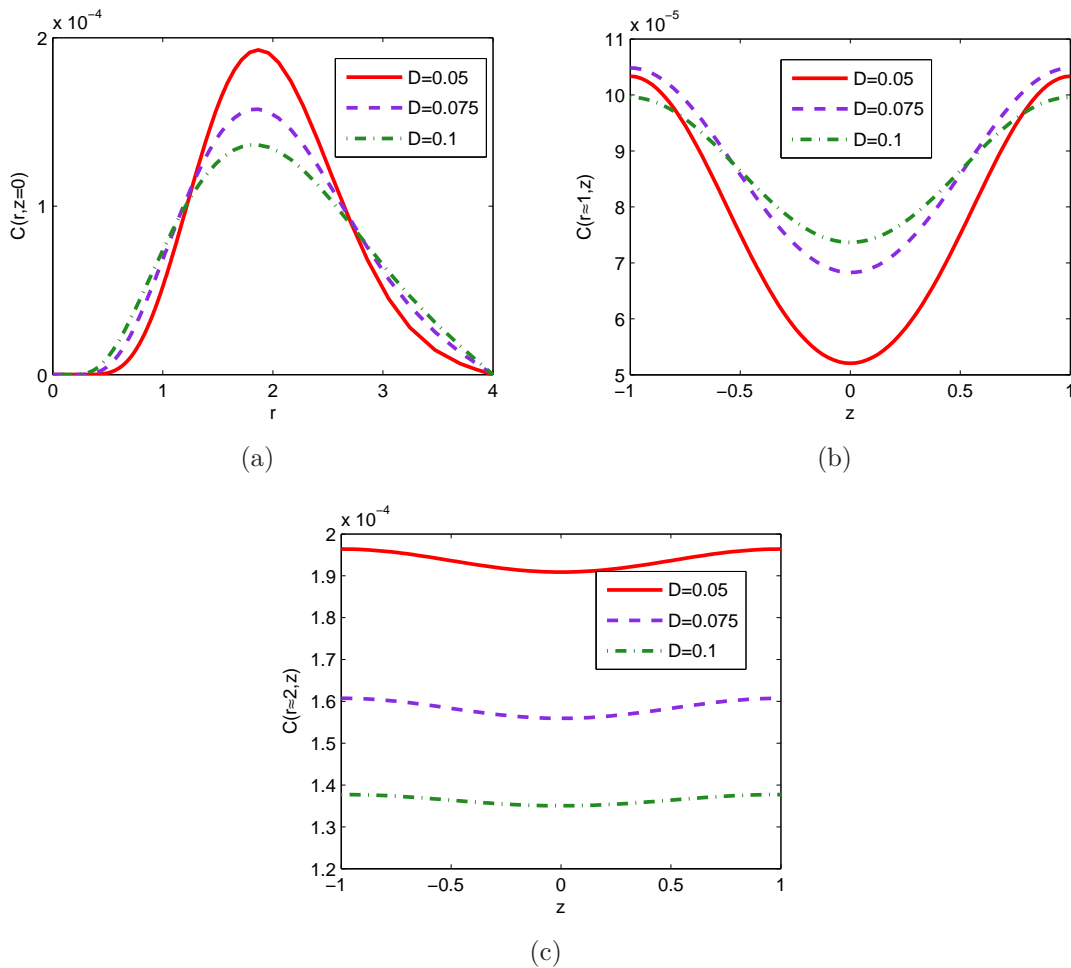 x 10⁻⁴
2
1
0
0
1
2
3
4
r
C(r,z=0)
D=0.05
D=0.075
D=0.1
(a)
x 10⁻⁵
11
10
9
8
7
6
5
−1
−0.5
0
0.5
1
z
C(r≈1,z)
D=0.05
D=0.075
D=0.1
(b)
x 10⁻⁴
2
1.9
1.8
1.7
1.6
1.5
1.4
1.3
1.2
−1
−0.5
0
0.5
1
z
C(r≈2,z)
D=0.05
D=0.075
D=0.1
(c)